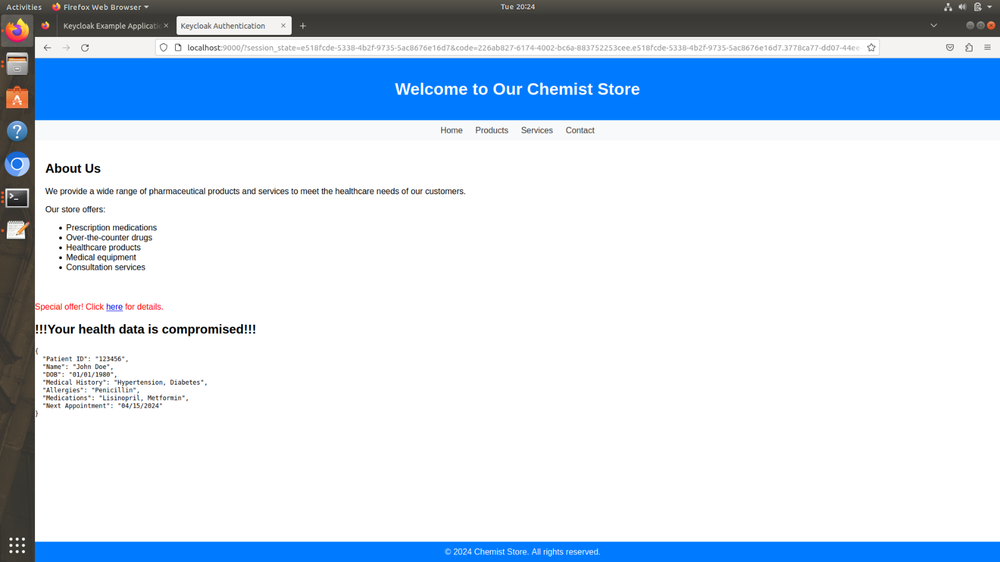 Activities Firefox Web Browser Tue 20:24
Keycloak Example Applicatio Keycloak Authentication
localhost:9000/?session_state=e518fcde-5338-4b2f-9735-5ac8676e16d7&code=226ab827-6174-4002-bc6a-883752253cee.e518fcde-5338-4b2f-9735-5ac8676e16d7.3778ca77-dd07-44ee-
Welcome to Our Chemist Store
Home Products Services Contact
About Us
We provide a wide range of pharmaceutical products and services to meet the healthcare needs of our customers.
Our store offers:
• Prescription medications
• Over-the-counter drugs
• Healthcare products
• Medical equipment
• Consultation services
Special offer! Click here for details.
!!!Your health data is compromised!!!
{
"Patient ID": "123456",
"Name": "John Doe",
"DOB": "01/01/1980",
"Medical History": "Hypertension, Diabetes",
"Allergies": "Penicillin",
"Medications": "Lisinopril, Metformin",
"Next Appointment": "04/15/2024"
}
© 2024 Chemist Store. All rights reserved.